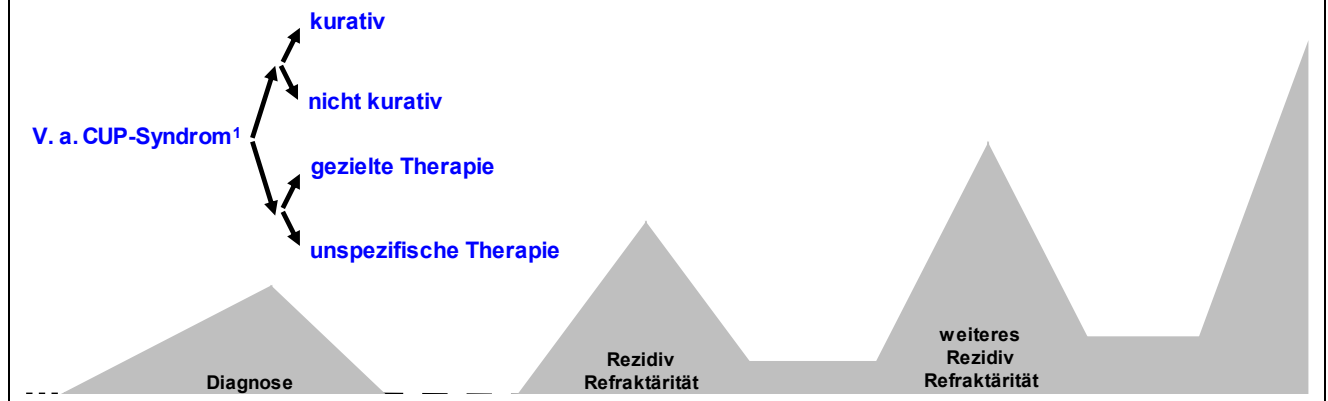 kurativ
nicht kurativ
V. a. CUP-Syndrom¹
gezielte Therapie
unspezifische Therapie
Diagnose
Rezidiv
Refraktärität
weiteres
Rezidiv
Refraktärität